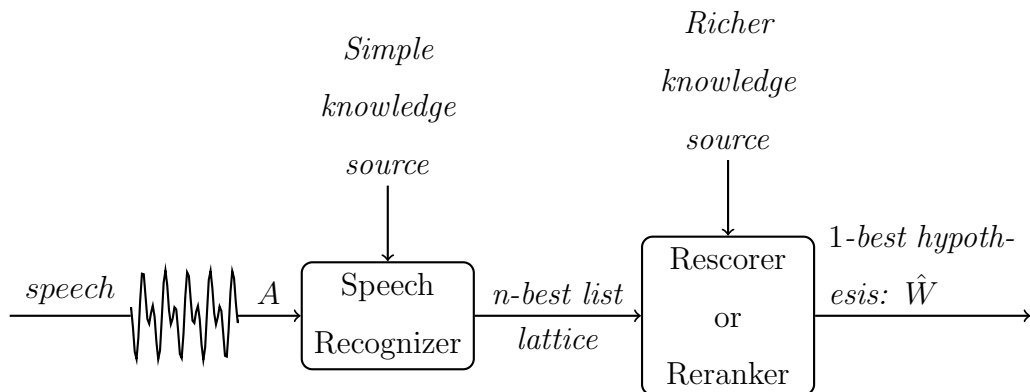 Simple
knowledge
source
Richer
knowledge
source
speech
A
Speech
Recognizer
n-best list
lattice
Rescorer
or
Reranker
1-best hypoth-
esis: Ŵ